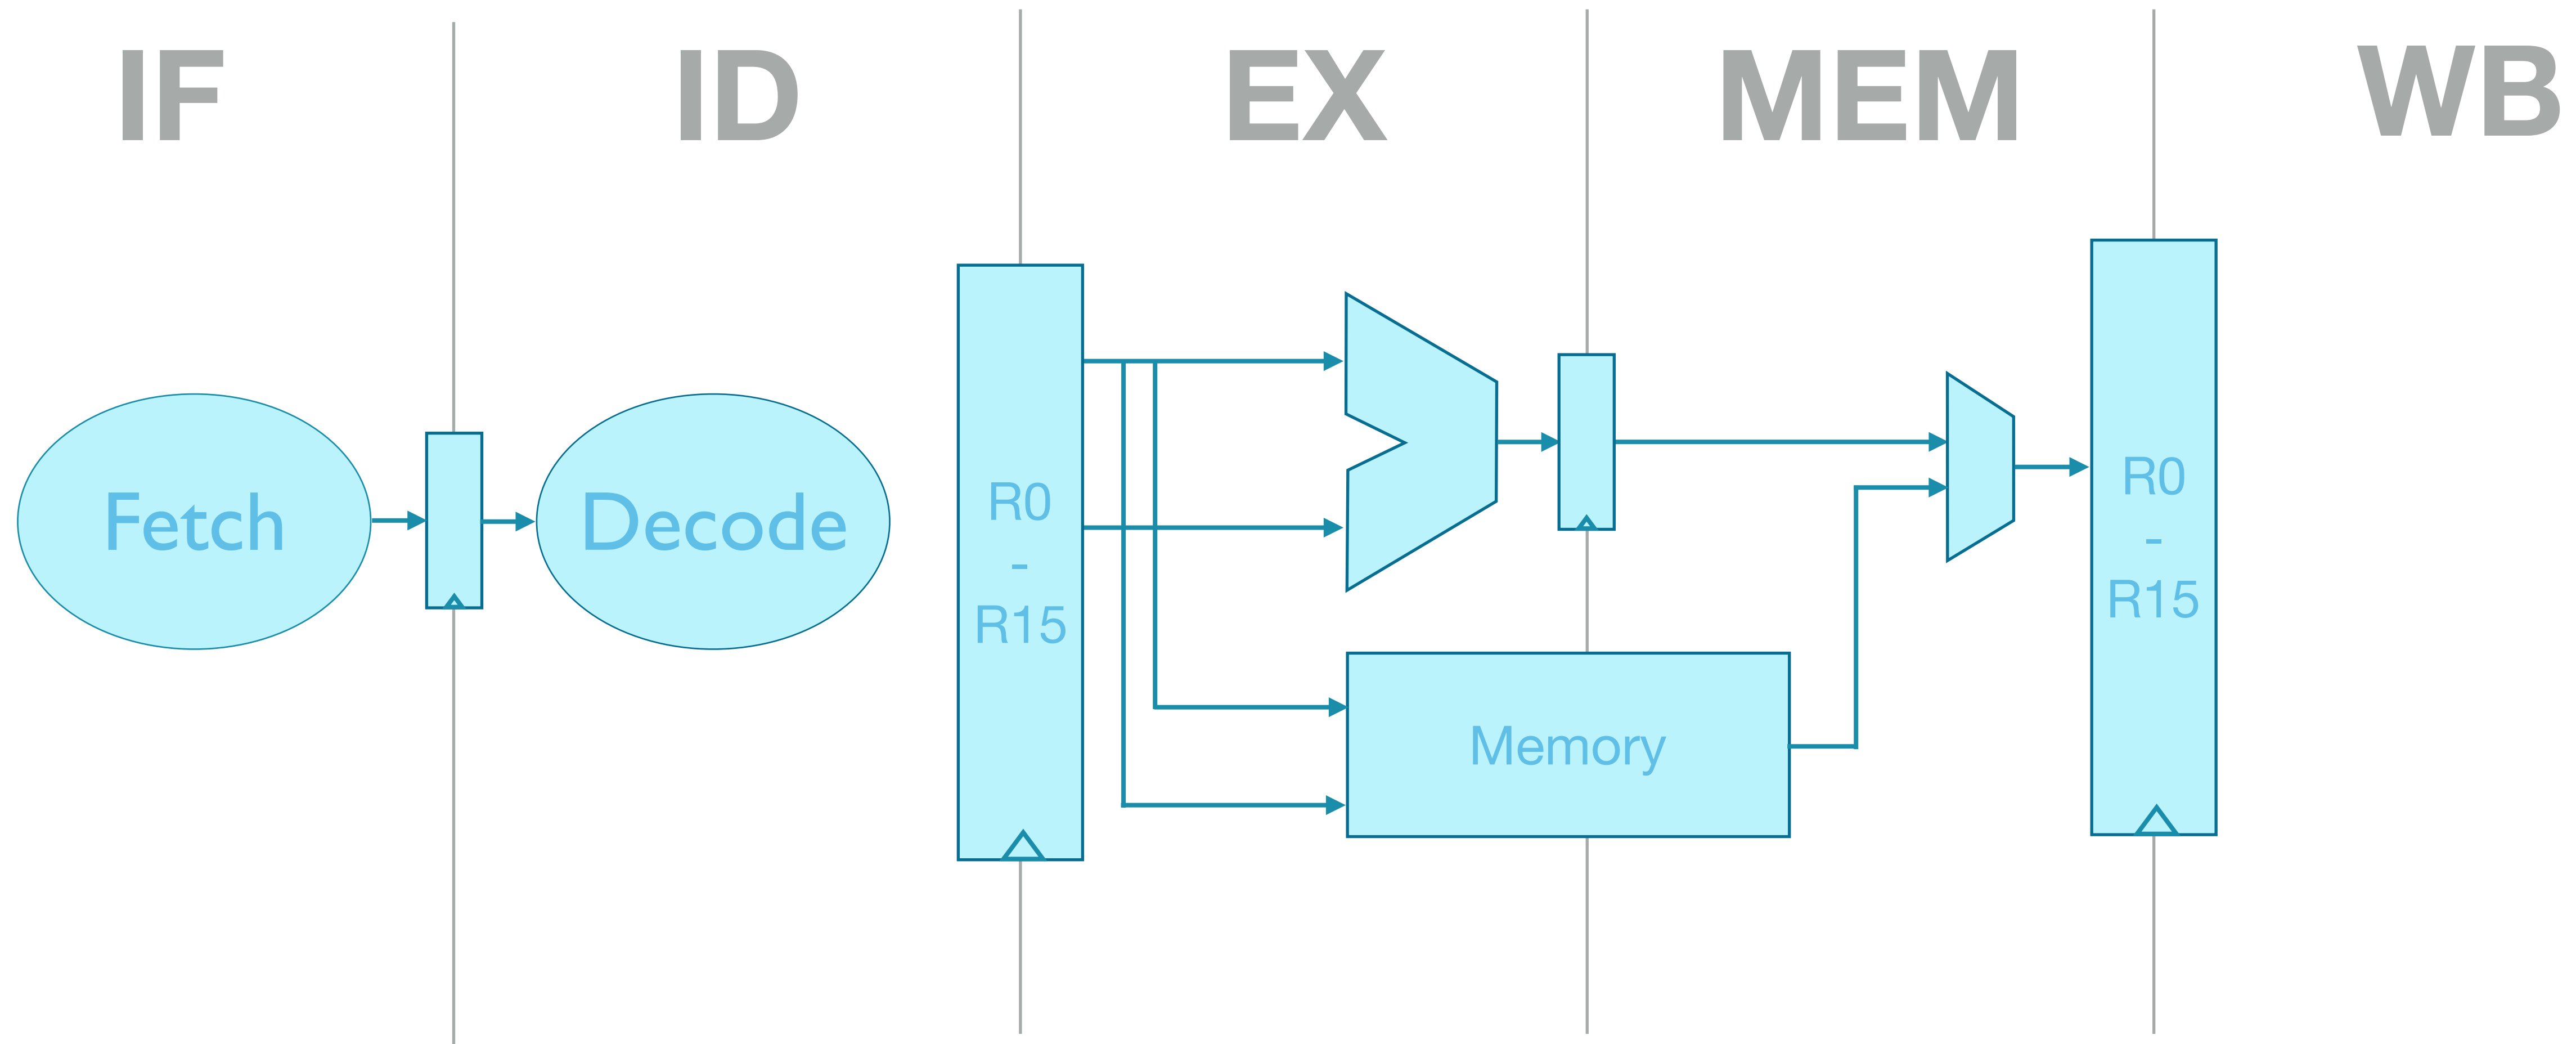 IF
ID
EX
MEM
WB
Fetch
Decode
R0
-
R15
Memory
R0
-
R15